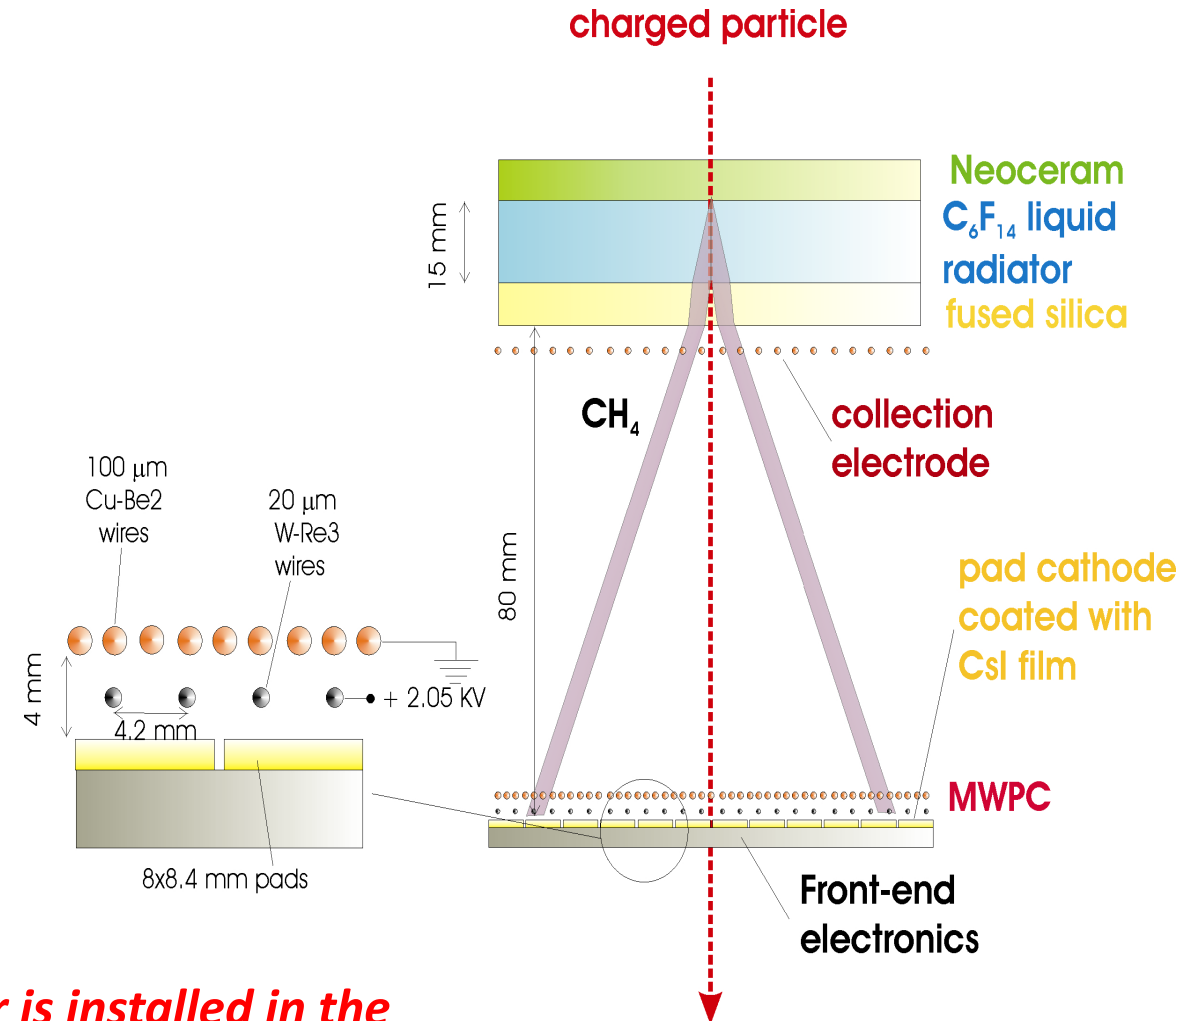 charged particle
Neoceram
C₆F₁₄ liquid
radiator
fused silica
15 mm
CH₄
collection
electrode
100 μm
Cu-Be2
wires
20 μm
W-Re3
wires
80 mm
pad cathode
coated with
CsI film
4 mm
+ 2.05 KV
4.2 mm
MWPC
8x8.4 mm pads
Front-end
electronics
r is installed in the